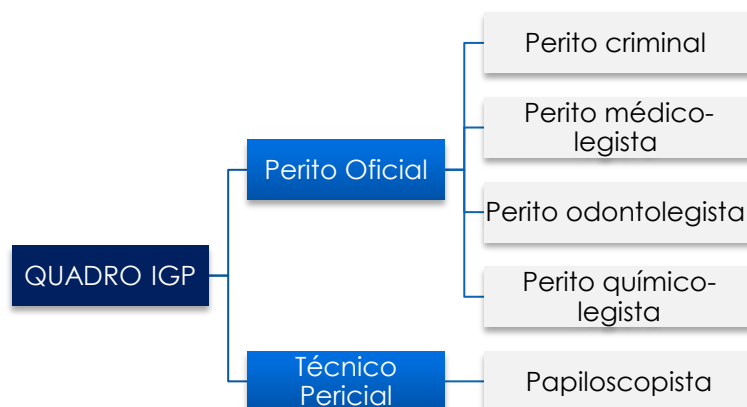 QUADRO IGP
Perito Oficial
Perito criminal
Perito médico-
legista
Perito odontolegista
Perito químico-
legista
Técnico
Pericial
Papiloscopista